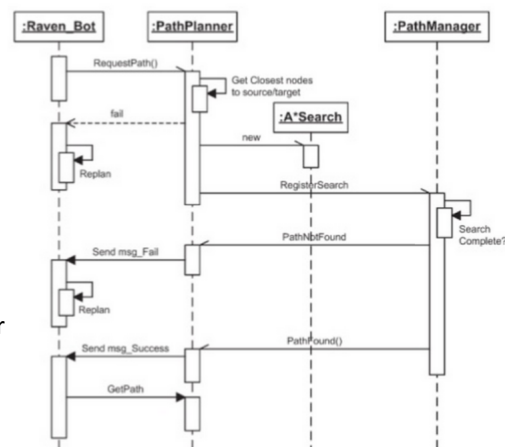 :Raven_Bot
:PathPlanner
:PathManager
RequestPath()
Get Closest nodes
to source/target
fail
:A*Search
new
Replan
RegisterSearch
Search
Complete?
PathNotFound
Send msg_Fail
Replan
r
PathFound()
Send msg_Success
GetPath